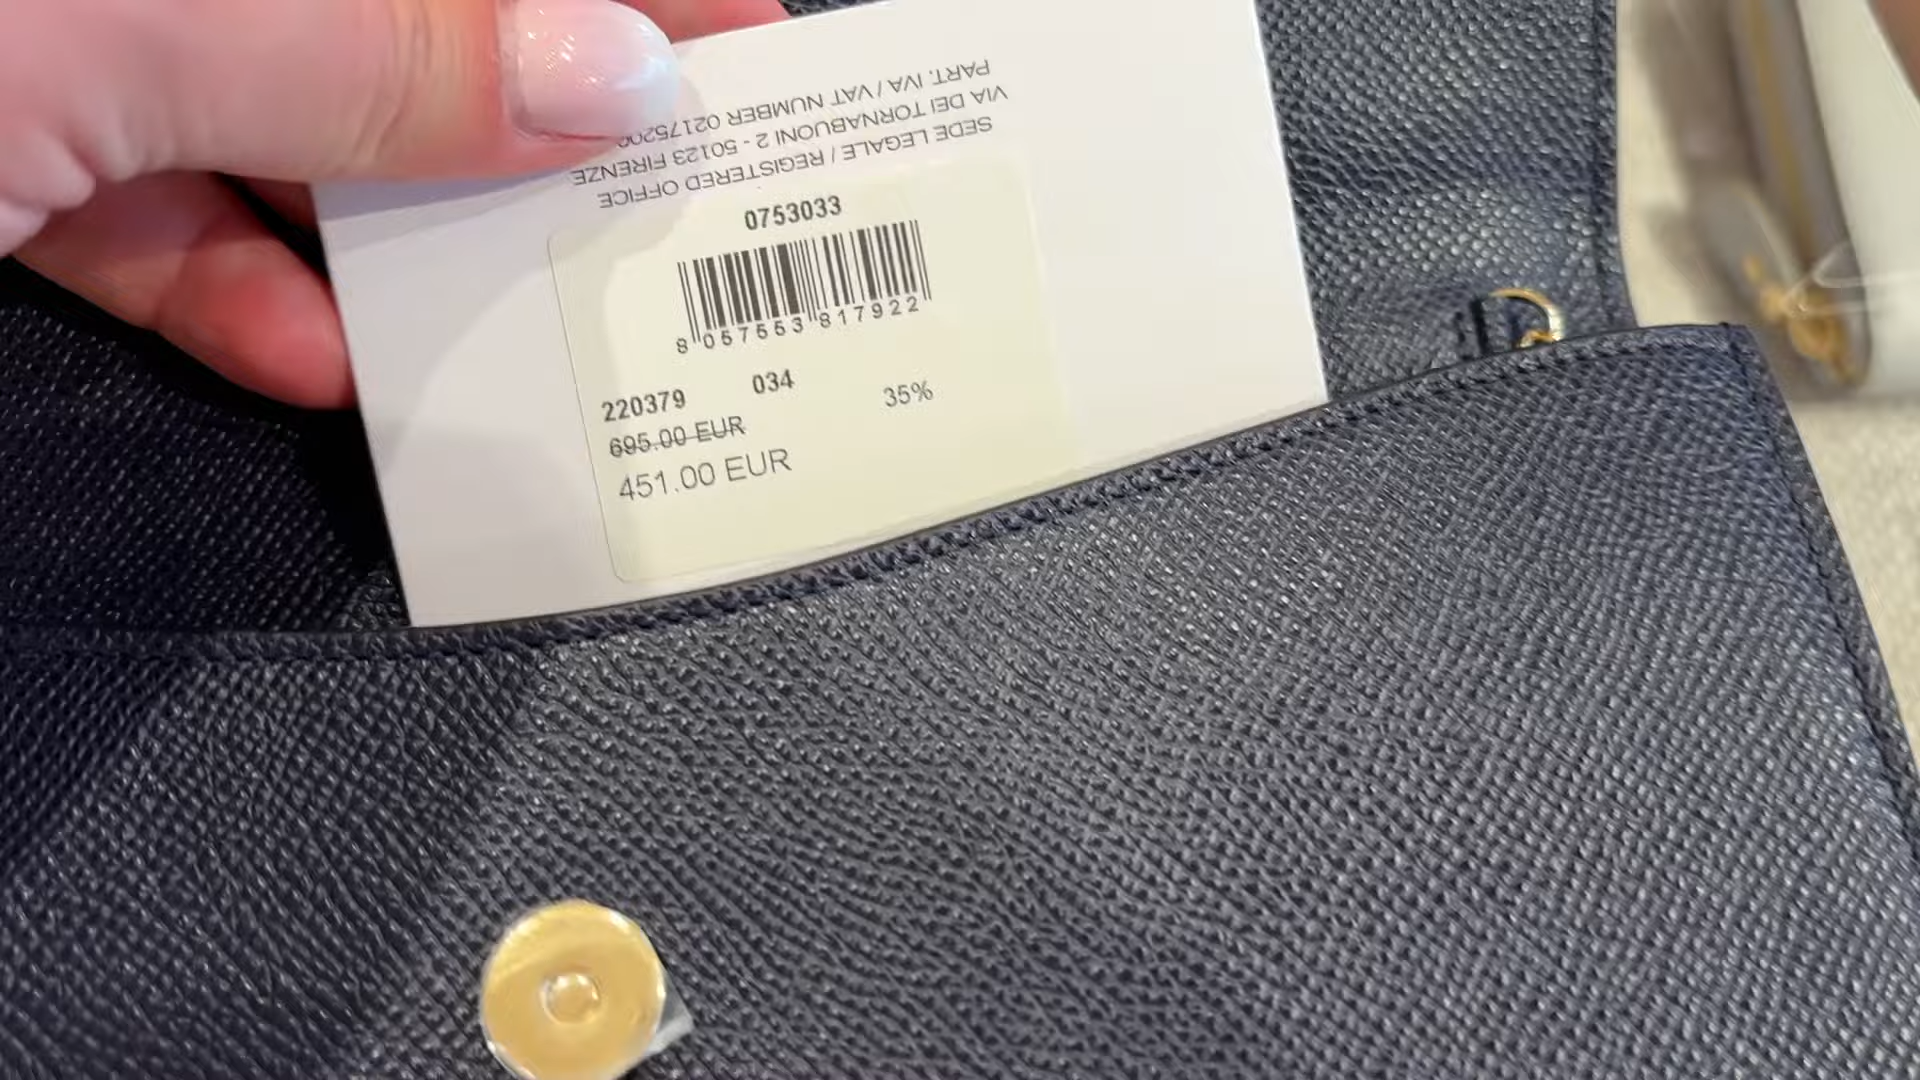 SEDE LEGALE / REGISTERED OFFICE
VIA DEI TORNABUONI 2 - 50123 FIRENZE
PART. IVA / VAT NUMBER
0753033
8 057553 817922
220379 034
695.00 EUR 35%
451.00 EUR